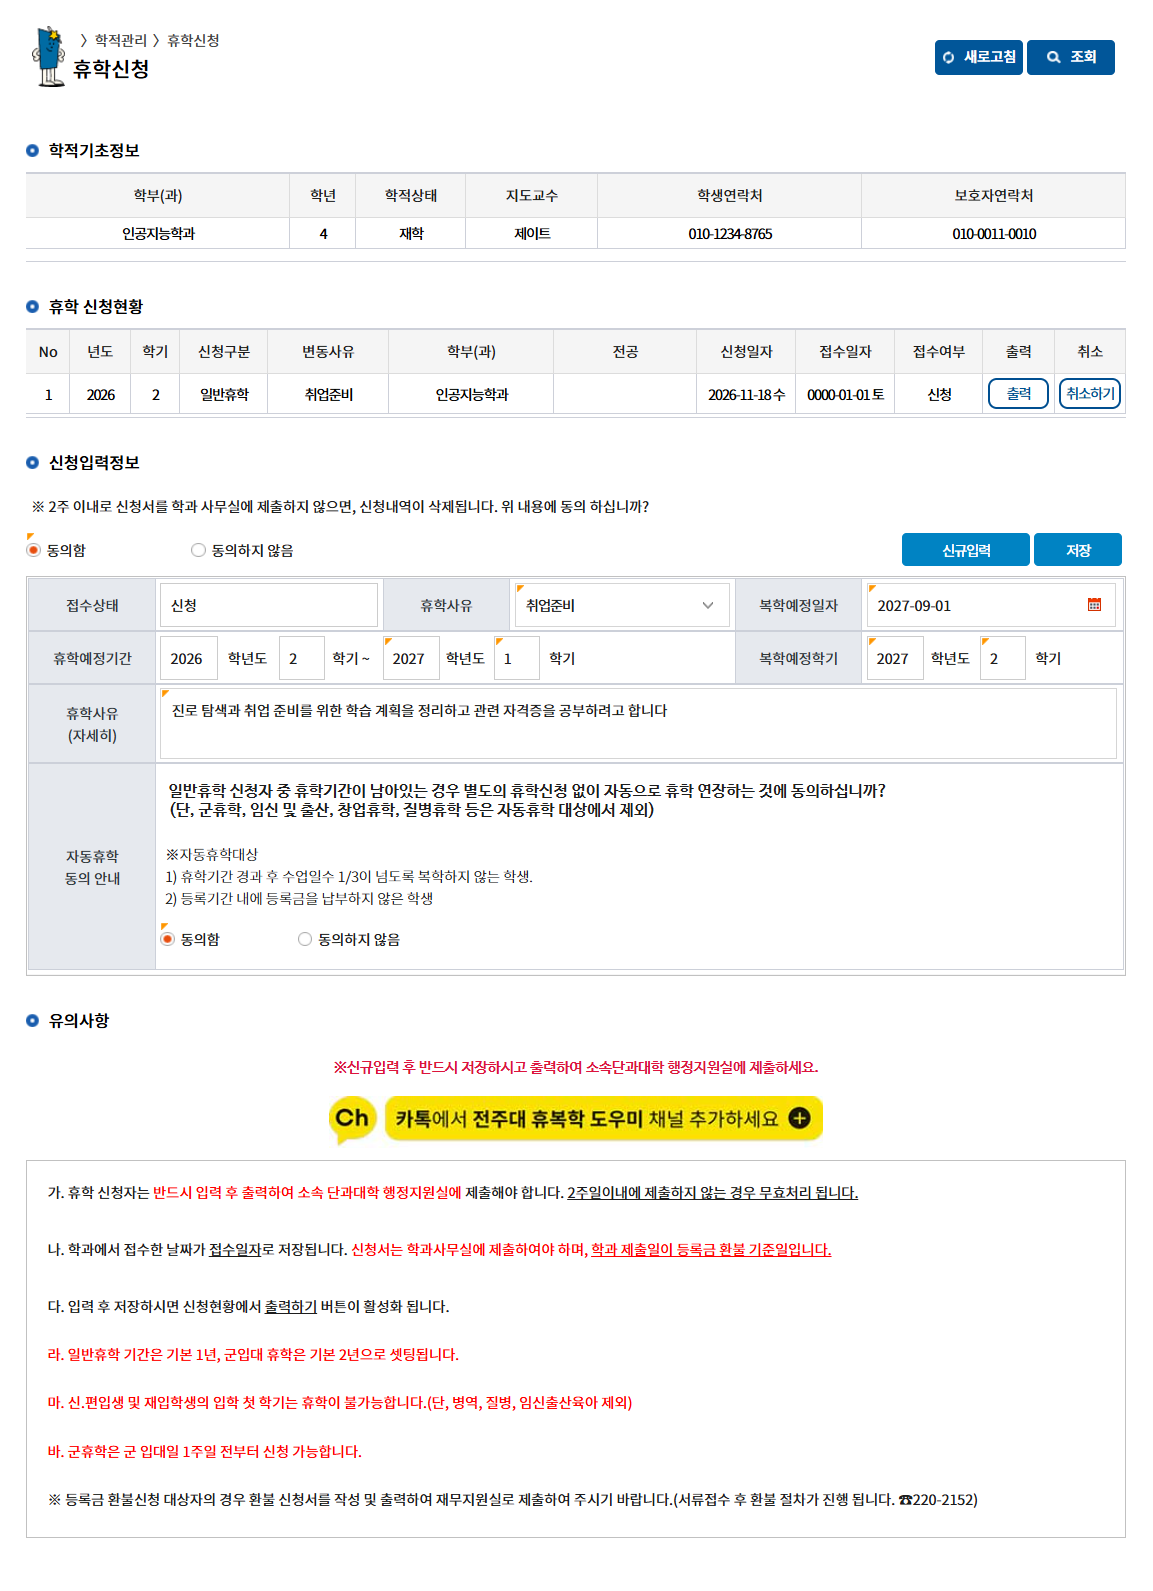 〉학적관리 〉휴학신청
휴학신청
새로고침 조회
학적기초정보
학부(과) 학년 학적상태 지도교수 학생연락처 보호자연락처
인공지능학과 4 재학 제이트 010-1234-8765 010-0011-0010
휴학 신청현황
No 년도 학기 신청구분 변동사유 학부(과) 전공 신청일자 접수일자 접수여부 출력 취소
1 2026 2 일반휴학 취업준비 인공지능학과 2026-11-18 수 0000-01-01 토 신청 출력 취소하기
신청입력정보
※ 2주 이내로 신청서를 학과 사무실에 제출하지 않으면, 신청내역이 삭제됩니다. 위 내용에 동의 하십니까?
동의함 동의하지 않음 신규입력 저장
접수상태 신청 휴학사유 취업준비 복학예정일자 2027-09-01
휴학예정기간 2026 학년도 2 학기 ~ 2027 학년도 1 학기 복학예정학기 2027 학년도 2 학기
휴학사유
(자세히)
진로 탐색과 취업 준비를 위한 학습 계획을 정리하고 관련 자격증을 공부하려고 합니다
자동휴학
동의 안내
일반휴학 신청자 중 휴학기간이 남아있는 경우 별도의 휴학신청 없이 자동으로 휴학 연장하는 것에 동의하십니까?
(단, 군휴학, 임신 및 출산, 창업휴학, 질병휴학 등은 자동휴학 대상에서 제외)
※자동휴학대상
1) 휴학기간 경과 후 수업일수 1/3이 넘도록 복학하지 않는 학생.
2) 등록기간 내에 등록금을 납부하지 않은 학생
동의함 동의하지 않음
유의사항
※신규입력 후 반드시 저장하시고 출력하여 소속단과대학 행정지원실에 제출하세요.
Ch 카톡에서 전주대 휴복학 도우미 채널 추가하세요
가. 휴학 신청자는 반드시 입력 후 출력하여 소속 단과대학 행정지원실에 제출해야 합니다. 2주일이내에 제출하지 않는 경우 무효처리 됩니다.
나. 학과에서 접수한 날짜가 접수일자로 저장됩니다. 신청서는 학과사무실에 제출하여야 하며, 학과 제출일이 등록금 환불 기준일입니다.
다. 입력 후 저장하시면 신청현황에서 출력하기 버튼이 활성화 됩니다.
라. 일반휴학 기간은 기본 1년, 군입대 휴학은 기본 2년으로 셋팅됩니다.
마. 신.편입생 및 재입학생의 입학 첫 학기는 휴학이 불가능합니다.(단, 병역, 질병, 임신출산육아 제외)
바. 군휴학은 군 입대일 1주일 전부터 신청 가능합니다.
※ 등록금 환불신청 대상자의 경우 환불 신청서를 작성 및 출력하여 재무지원실로 제출하여 주시기 바랍니다.(서류접수 후 환불 절차가 진행 됩니다. ☎220-2152)